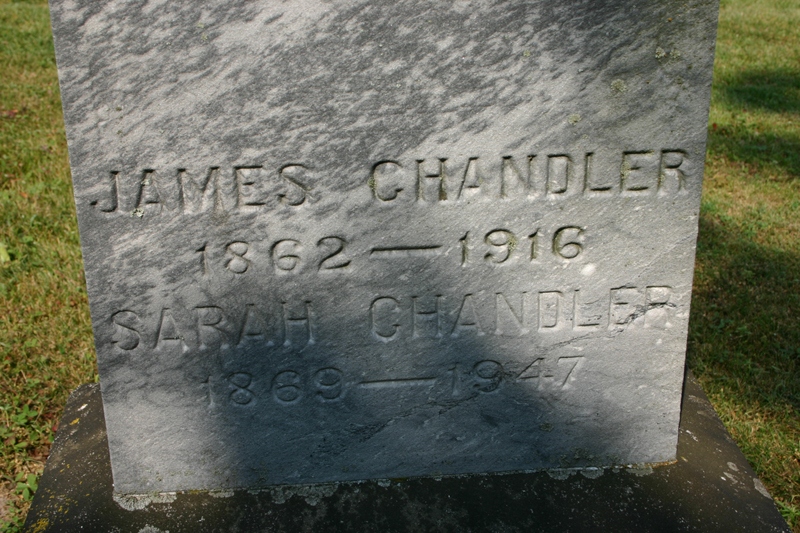 JAMES CHANDLER
1862—1916
SARAH CHANDLER
1869—1947